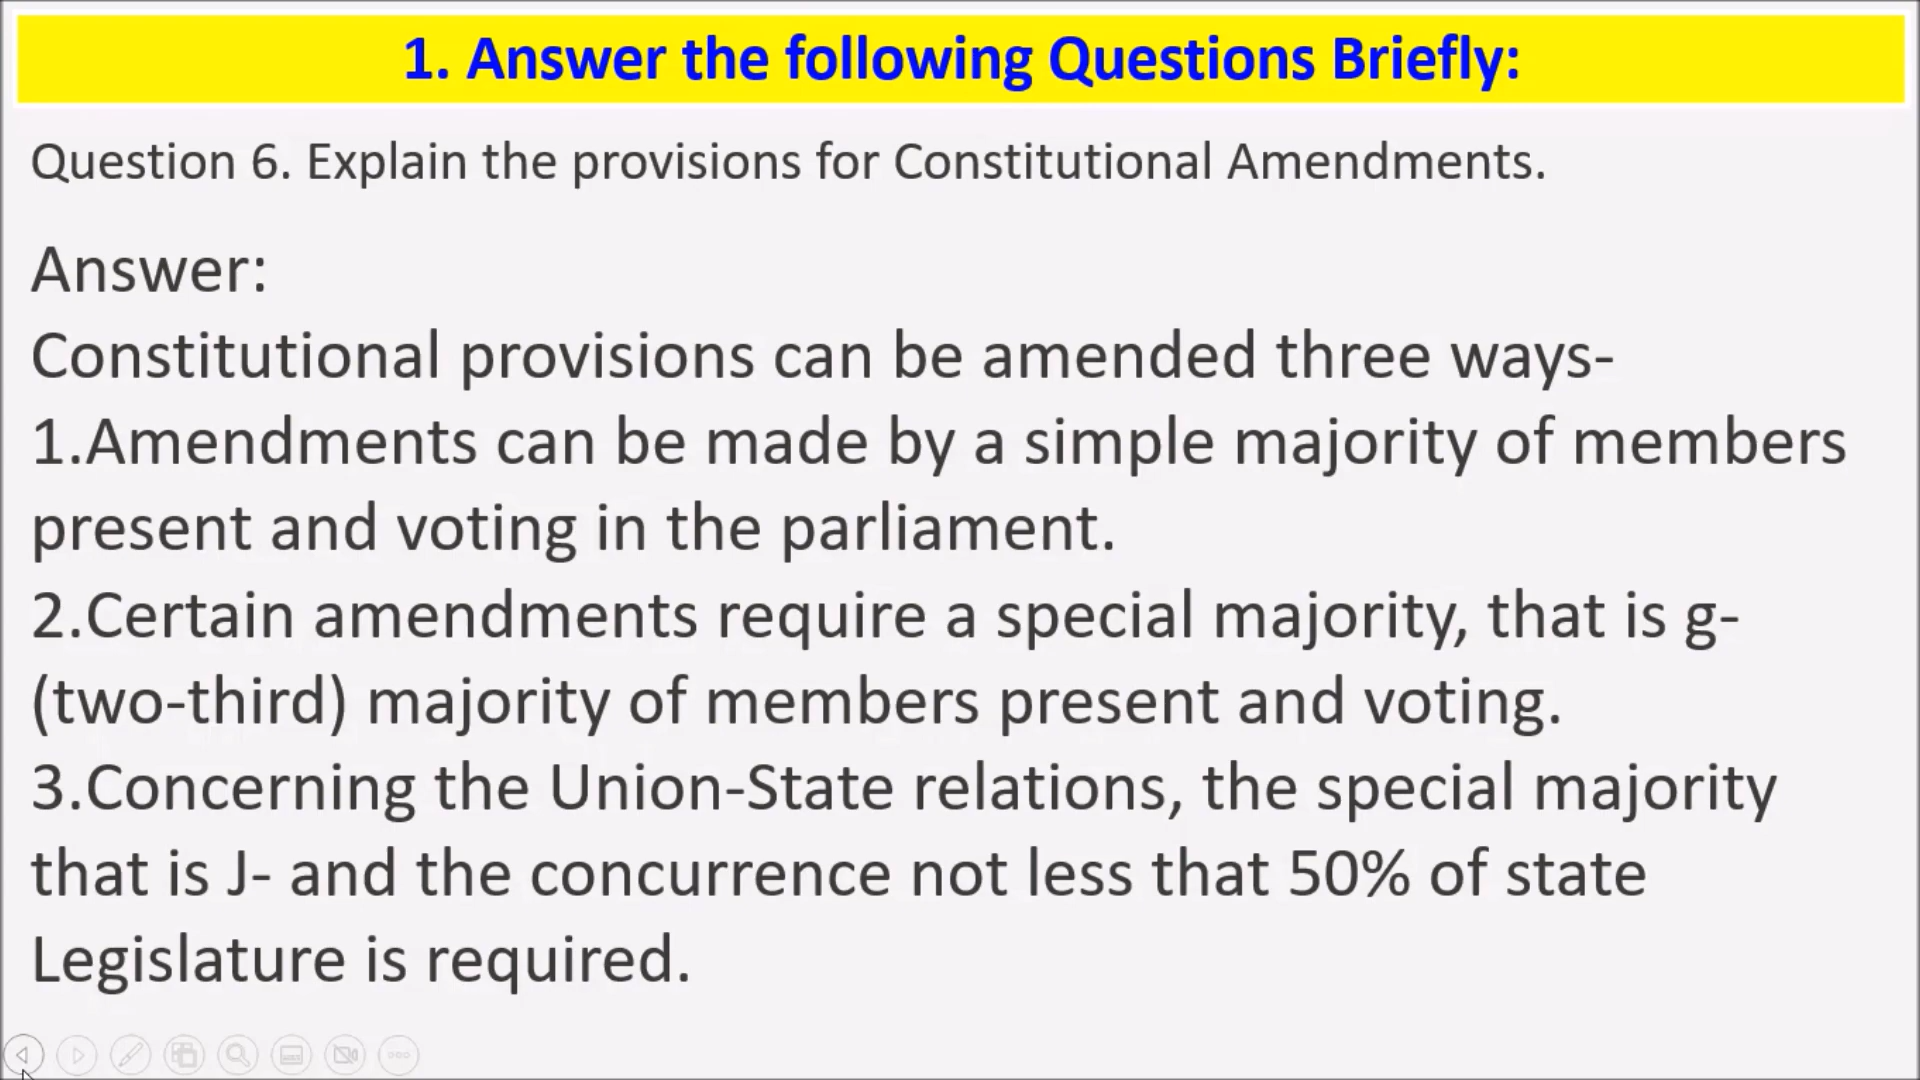 1. Answer the following Questions Briefly:
Question 6. Explain the provisions for Constitutional Amendments.
Answer:
Constitutional provisions can be amended three ways-
1.Amendments can be made by a simple majority of members
present and voting in the parliament.
2.Certain amendments require a special majority, that is g-
(two-third) majority of members present and voting.
3.Concerning the Union-State relations, the special majority
that is J- and the concurrence not less that 50% of state
Legislature is required.